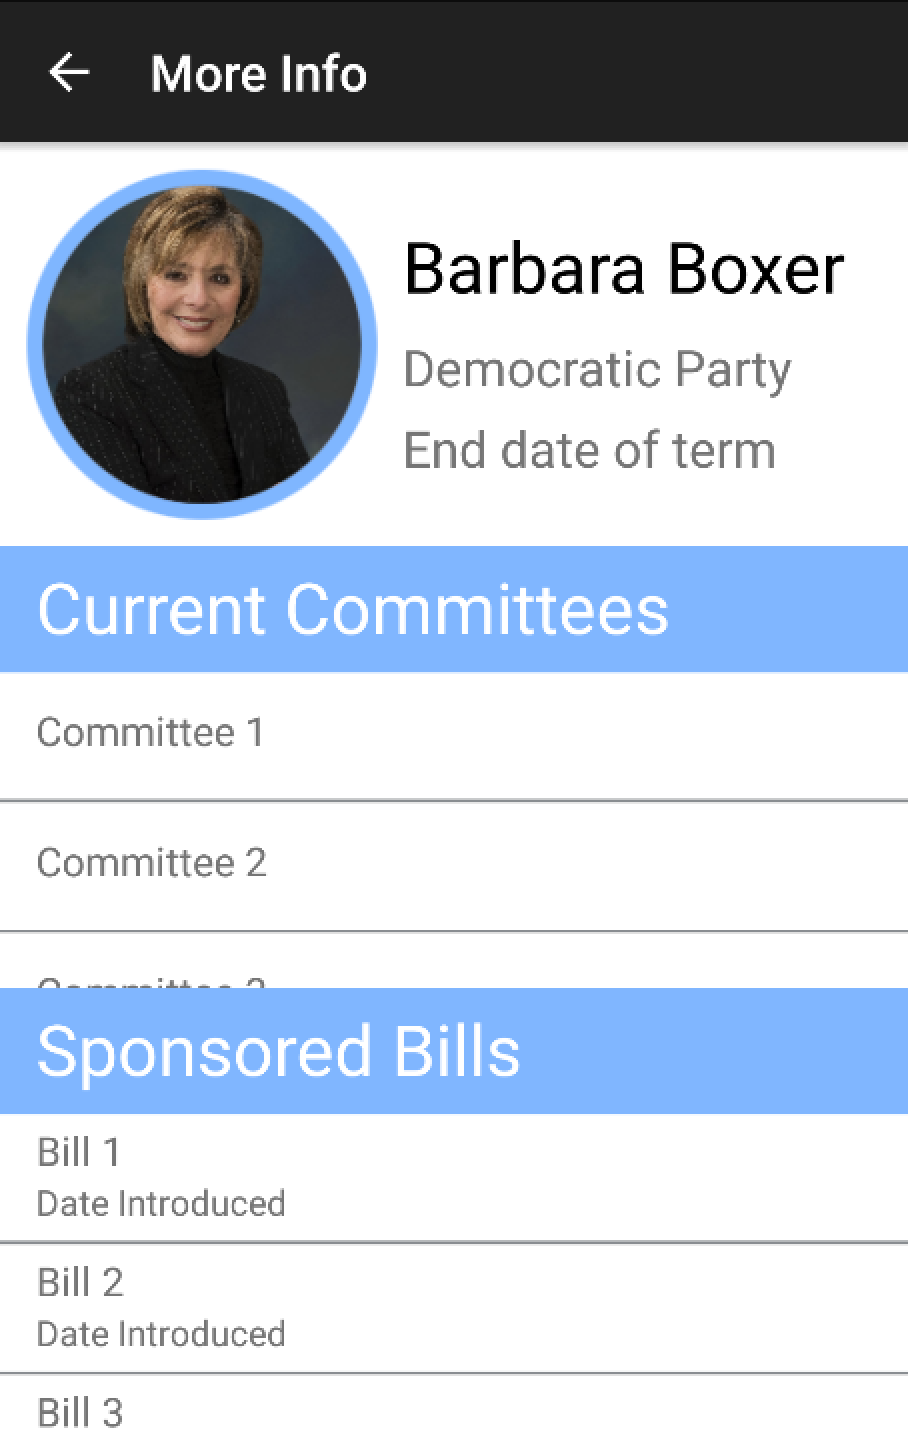 More Info
Barbara Boxer
Democratic Party
End date of term
Current Committees
Committee 1
Committee 2
Committee
Sponsored Bills
Bill 1
Date Introduced
Bill 2
Date Introduced
Bill 3